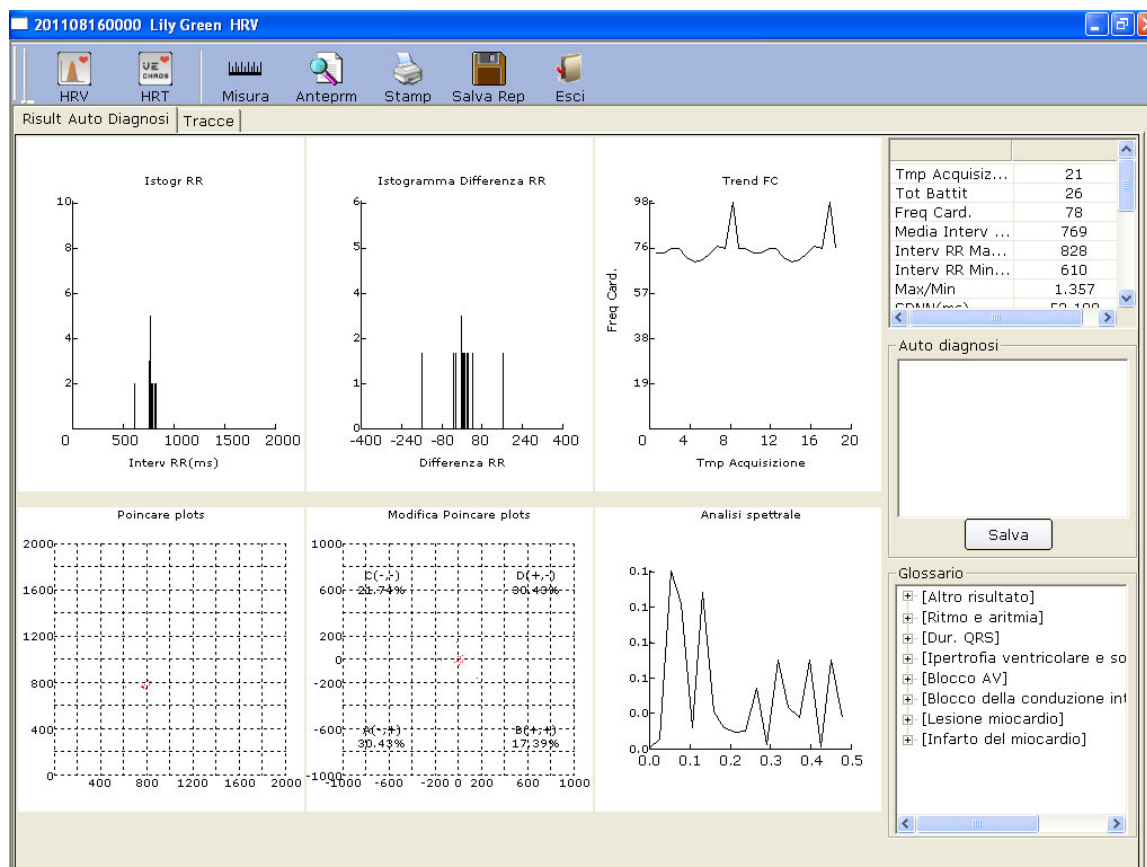 201108160000 Lily Green HRV
HRV HRT Misura Anteprm Stamp Salva Rep Esci
Risult Auto Diagnosi Tracce
Istogr RR
10
8
6
4
2
0 500 1000 1500 2000
Interv RR(ms)
Istogramma Differenza RR
6
5
4
2
1
0
-400 -240 -80 80 240 400
Differenza RR
Trend FC
98
76
57
38
19
Freq Card.
0 4 8 12 16 20
Tmp Acquisizione
Tmp Acquisiz... 21
Tot Battit 26
Freq Card. 78
Media Interv ... 769
Interv RR Ma... 828
Interv RR Min... 610
Max/Min 1.357
Auto diagnosi
Salva
Poincare plots
2000
1600
1200
800
400
0
400 800 1200 1600 2000
Modifica Poincare plots
1000
C(-,-) D(+,-)
21.74% 30.43%
600
200
0
-200
-600
A(-,+) B(+,+)
30.43% 17.39%
-1000
-1000 -600 -200 0 200 600 1000
Analisi spettrale
0.1
0.1
0.1
0.1
0.0
0.0
0.0 0.1 0.2 0.3 0.4 0.5
Glossario
[Altro risultato]
[Ritmo e aritmia]
[Dur. QRS]
[Ipertrofia ventricolare e so
[Blocco AV]
[Blocco della conduzione int
[Lesione miocardio]
[Infarto del miocardio]